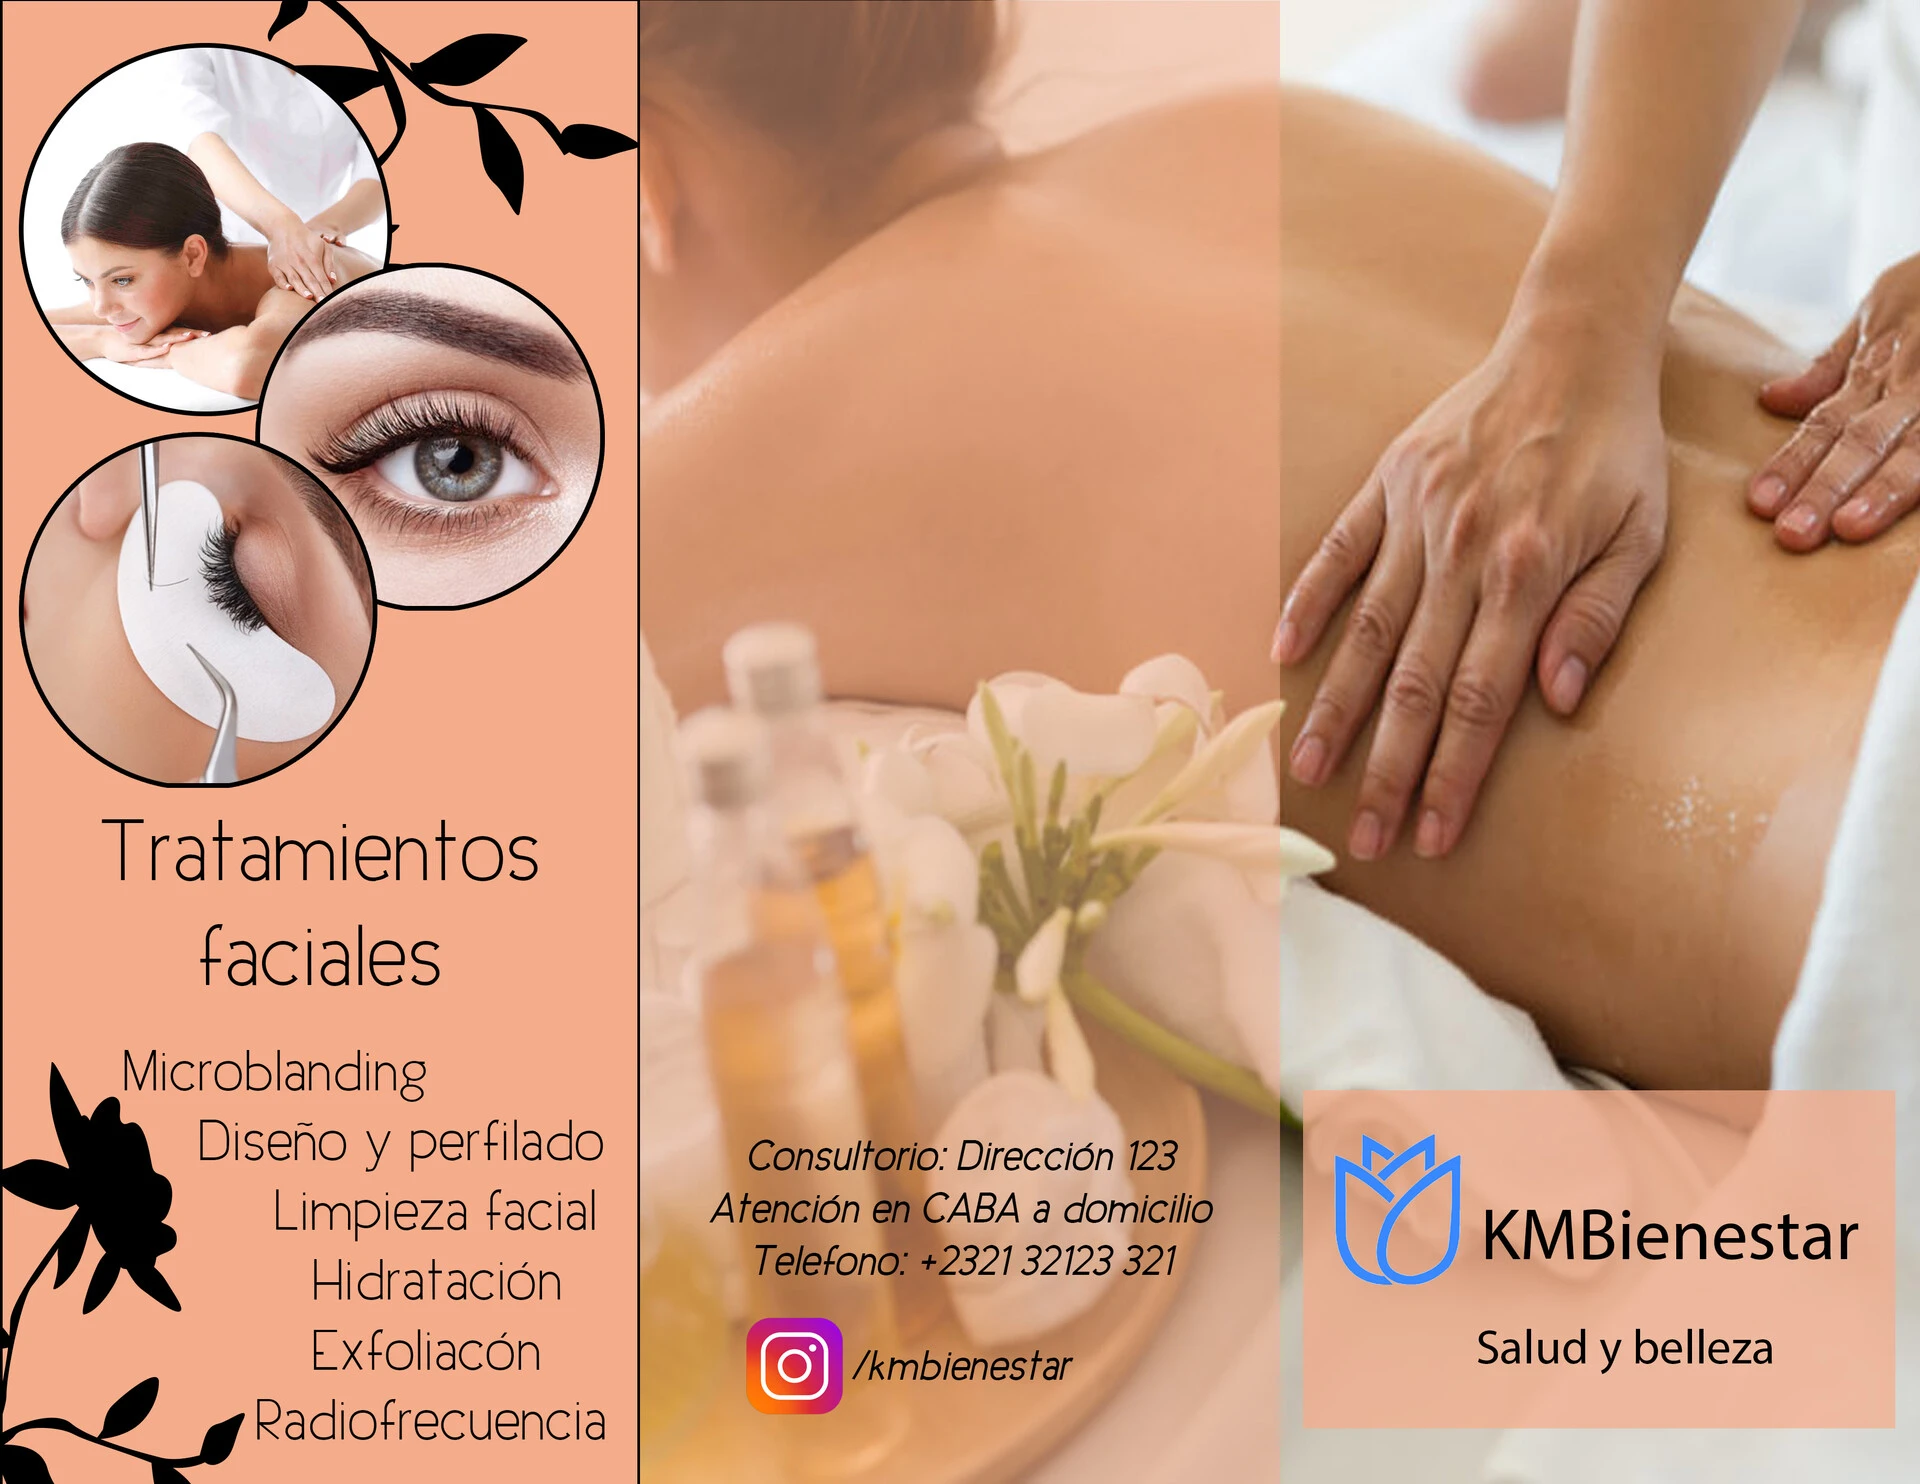 Tratamientos
faciales
Microblanding
Diseño y perfilado
Limpieza facial
Hidratación
Exfoliacón
Radiofrecuencia
Consultorio: Dirección 123
Atención en CABA a domicilio
Telefono: +2321 32123 321
/kmbienestar
KMBienestar
Salud y belleza